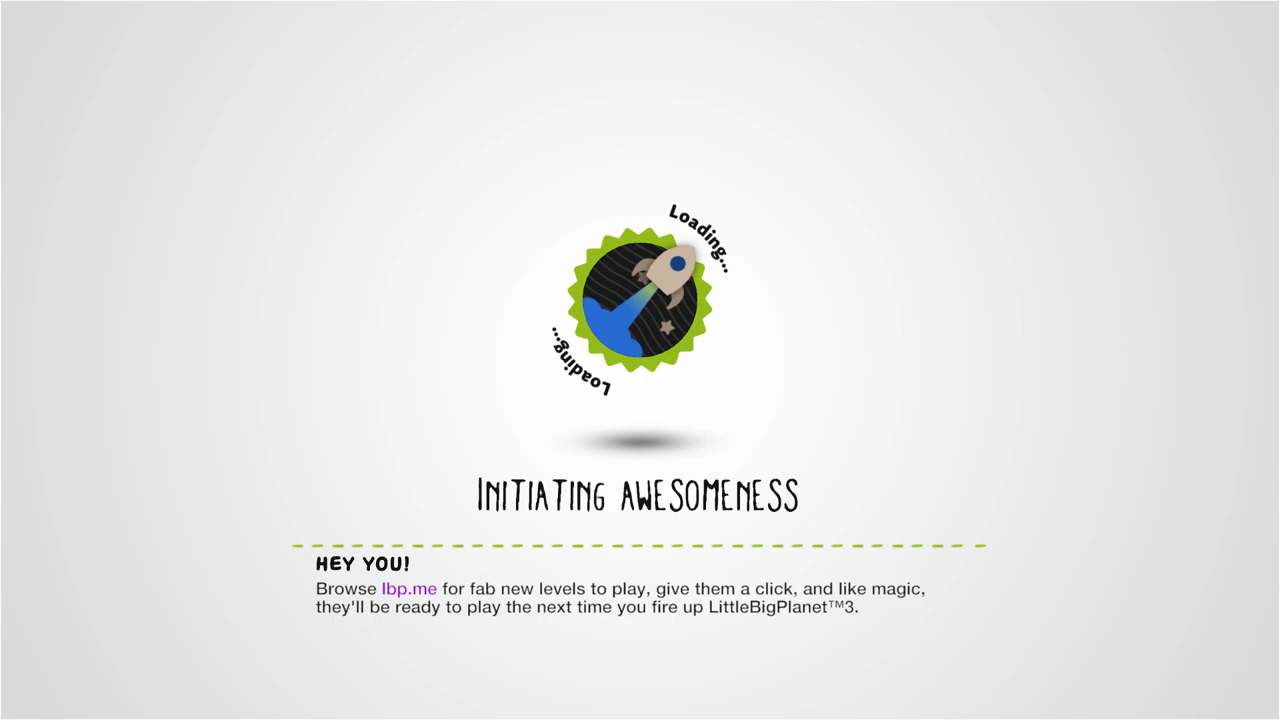 Loading...
Loading...
INITIATING AWESOMENESS
HEY YOU!
Browse lbp.me for fab new levels to play, give them a click, and like magic,
they'll be ready to play the next time you fire up LittleBigPlanet™3.